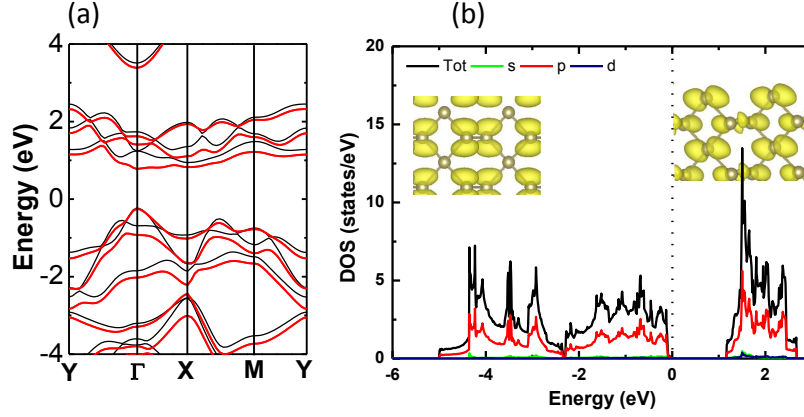 (a)
4
2
0
-2
-4
Energy (eV)
Y Γ X M Y
(b)
20
15
10
5
0
DOS (states/eV)
Tot s p d
-6 -4 -2 0 2
Energy (eV)